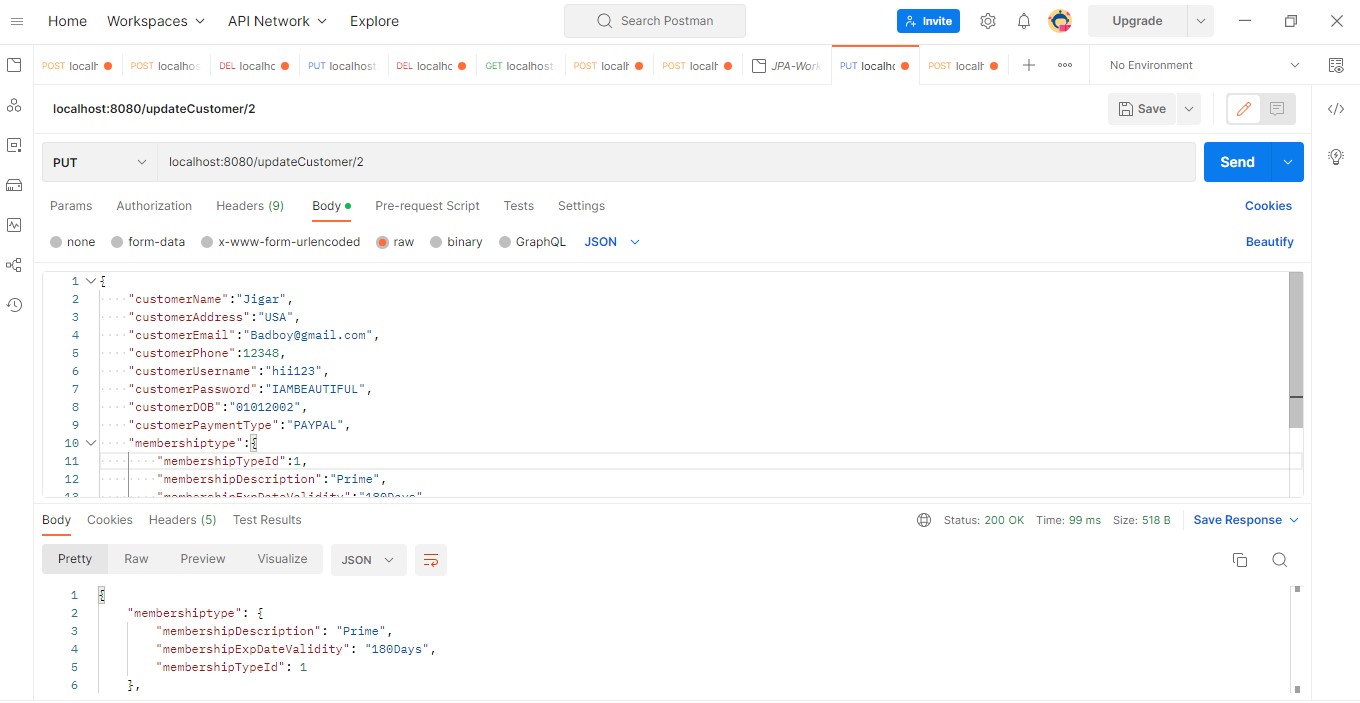 Home Workspaces API Network Explore Search Postman Invite Upgrade
POST localh POST localhos DEL localhc PUT localhost DEL localhc GET localhost POST localh POST localh JPA-Work PUT localhc POST localh No Environment
localhost:8080/updateCustomer/2 Save
PUT localhost:8080/updateCustomer/2 Send
Params Authorization Headers (9) Body Pre-request Script Tests Settings Cookies
none form-data x-www-form-urlencoded raw binary GraphQL JSON Beautify
1 {
2 "customerName":"Jigar",
3 "customerAddress":"USA",
4 "customerEmail":"Badboy@gmail.com",
5 "customerPhone":12348,
6 "customerUsername":"hii123",
7 "customerPassword":"IAMBEAUTIFUL",
8 "customerDOB":"01012002",
9 "customerPaymentType":"PAYPAL",
10 "membershiptype":{
11 "membershipTypeId":1,
12 "membershipDescription":"Prime",
13 "membershipExpDateValidity":"180Days"
Body Cookies Headers (5) Test Results Status: 200 OK Time: 99 ms Size: 518 B Save Response
Pretty Raw Preview Visualize JSON
1 {
2 "membershiptype": {
3 "membershipDescription": "Prime",
4 "membershipExpDateValidity": "180Days",
5 "membershipTypeId": 1
6 },